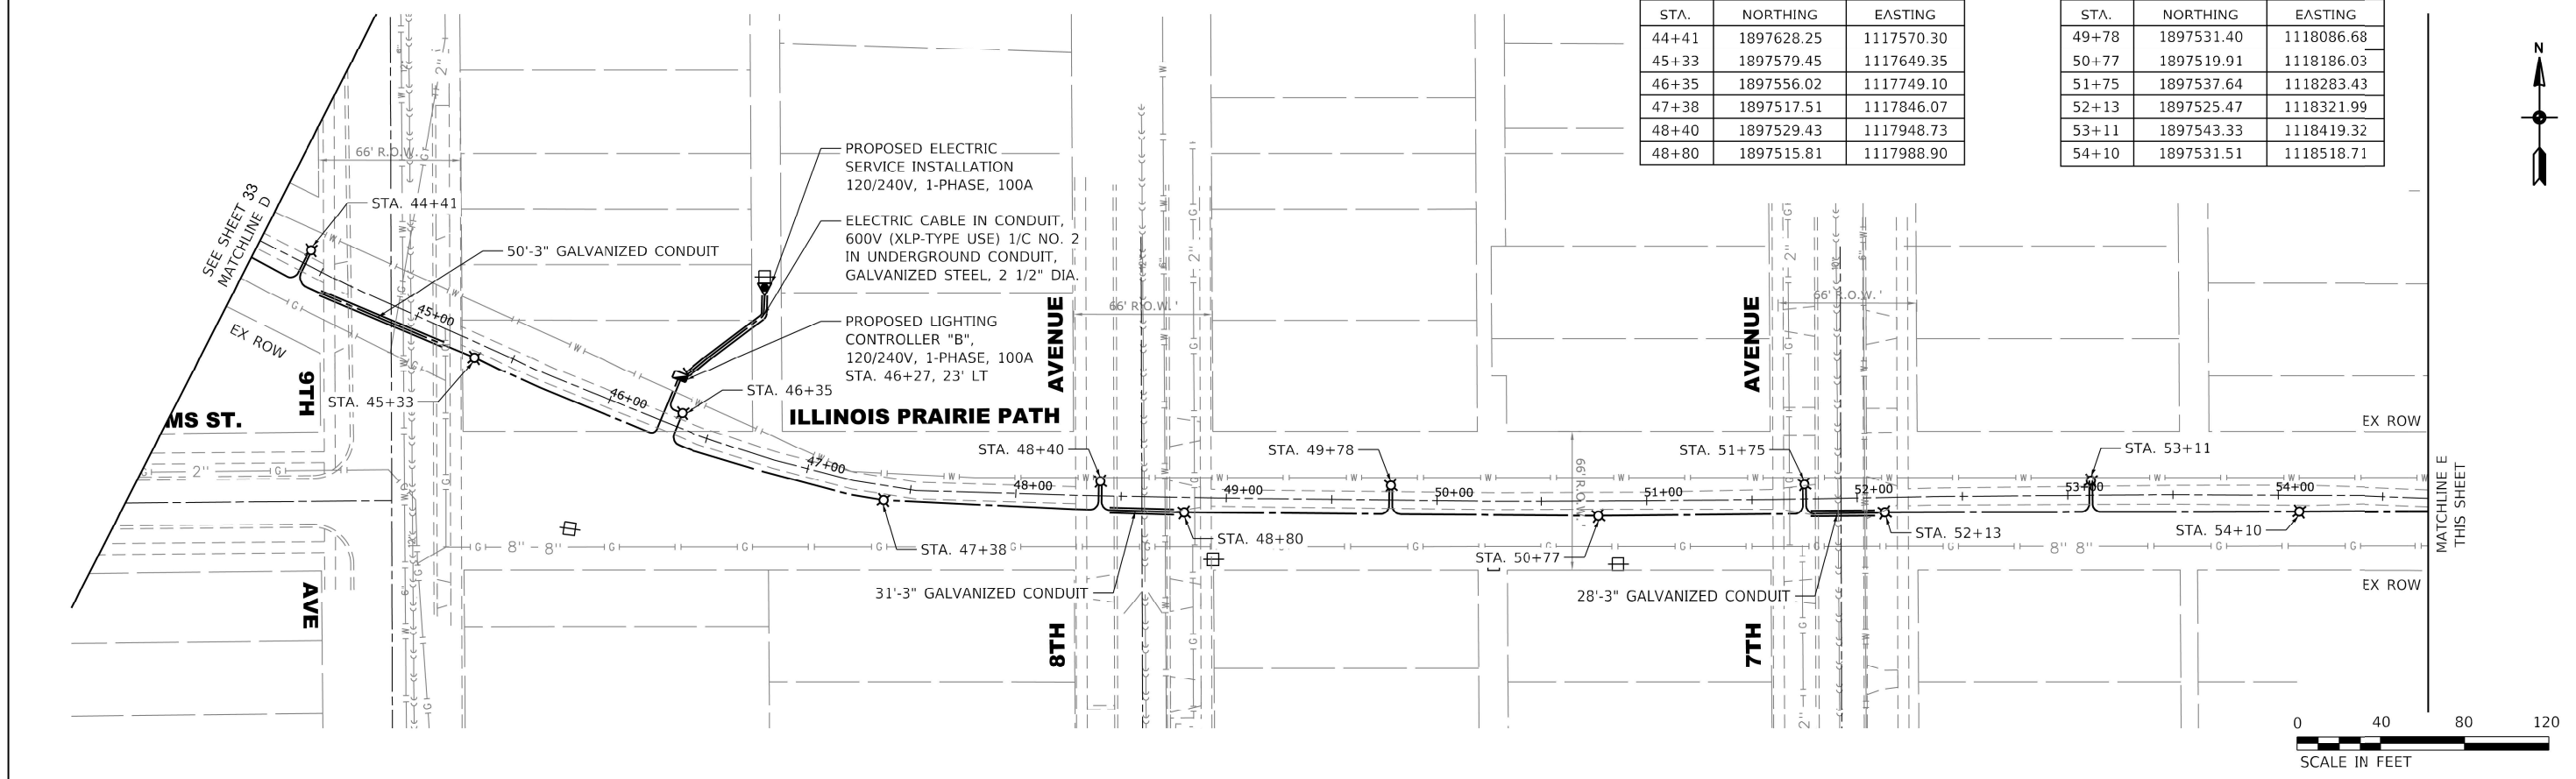 STA. NORTHING EASTING
44+41 1897628.25 1117570.30
45+33 1897579.45 1117649.35
46+35 1897556.02 1117749.10
47+38 1897517.51 1117846.07
48+40 1897529.43 1117948.73
48+80 1897515.81 1117988.90
STA. NORTHING EASTING
49+78 1897531.40 1118086.68
50+77 1897519.91 1118186.03
51+75 1897537.64 1118283.43
52+13 1897525.47 1118321.99
53+11 1897543.33 1118419.32
54+10 1897531.51 1118518.71
N
66' R.O.W.
SEE SHEET 33
MATCHLINE D
STA. 44+41
50'-3" GALVANIZED CONDUIT
PROPOSED ELECTRIC
SERVICE INSTALLATION
120/240V, 1-PHASE, 100A
ELECTRIC CABLE IN CONDUIT,
600V (XLP-TYPE USE) 1/C NO. 2
IN UNDERGROUND CONDUIT,
GALVANIZED STEEL, 2 1/2" DIA.
PROPOSED LIGHTING
CONTROLLER "B",
120/240V, 1-PHASE, 100A
STA. 46+27, 23' LT
66' R.O.W. '
66' R.O.W. '
AVENUE
AVENUE
EX ROW
45+00
9TH
STA. 45+33
46+00
STA. 46+35
MS ST.
ILLINOIS PRAIRIE PATH
EX ROW
2"
47+00
STA. 48+40
STA. 49+78
STA. 51+75
STA. 53+11
48+00
49+00
50+00
51+00
52+00
53+00
54+00
66' R.O.W.
STA. 47+38
STA. 48+80
STA. 50+77
STA. 52+13
STA. 54+10
8" 8"
8" 8"
MATCHLINE E
THIS SHEET
AVE
31'-3" GALVANIZED CONDUIT
28'-3" GALVANIZED CONDUIT
EX ROW
8TH
7TH
0 40 80 120
SCALE IN FEET